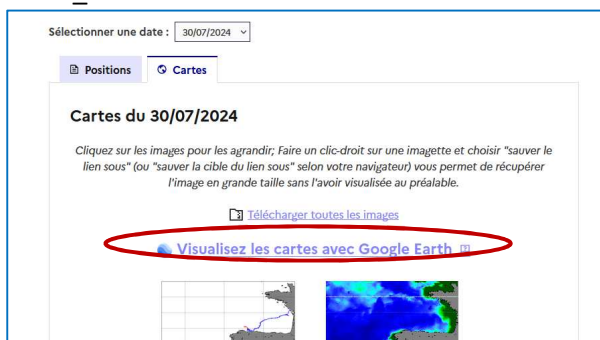 Sélectionner une date : 30/07/2024
Positions Cartes
Cartes du 30/07/2024
Cliquez sur les images pour les agrandir; Faire un clic-droit sur une imagette et choisir "sauver le
lien sous" (ou "sauver la cible du lien sous" selon votre navigateur) vous permet de récupérer
l'image en grande taille sans l'avoir visualisée au préalable.
Télécharger toutes les images
Visualisez les cartes avec Google Earth